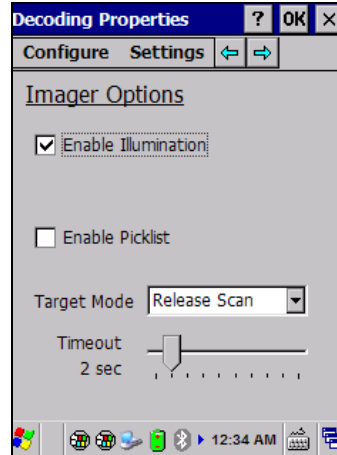 Decoding Properties ? OK ×
Configure Settings
Imager Options
Enable Illumination
Enable Picklist
Target Mode Release Scan
Timeout
2 sec
12:34 AM